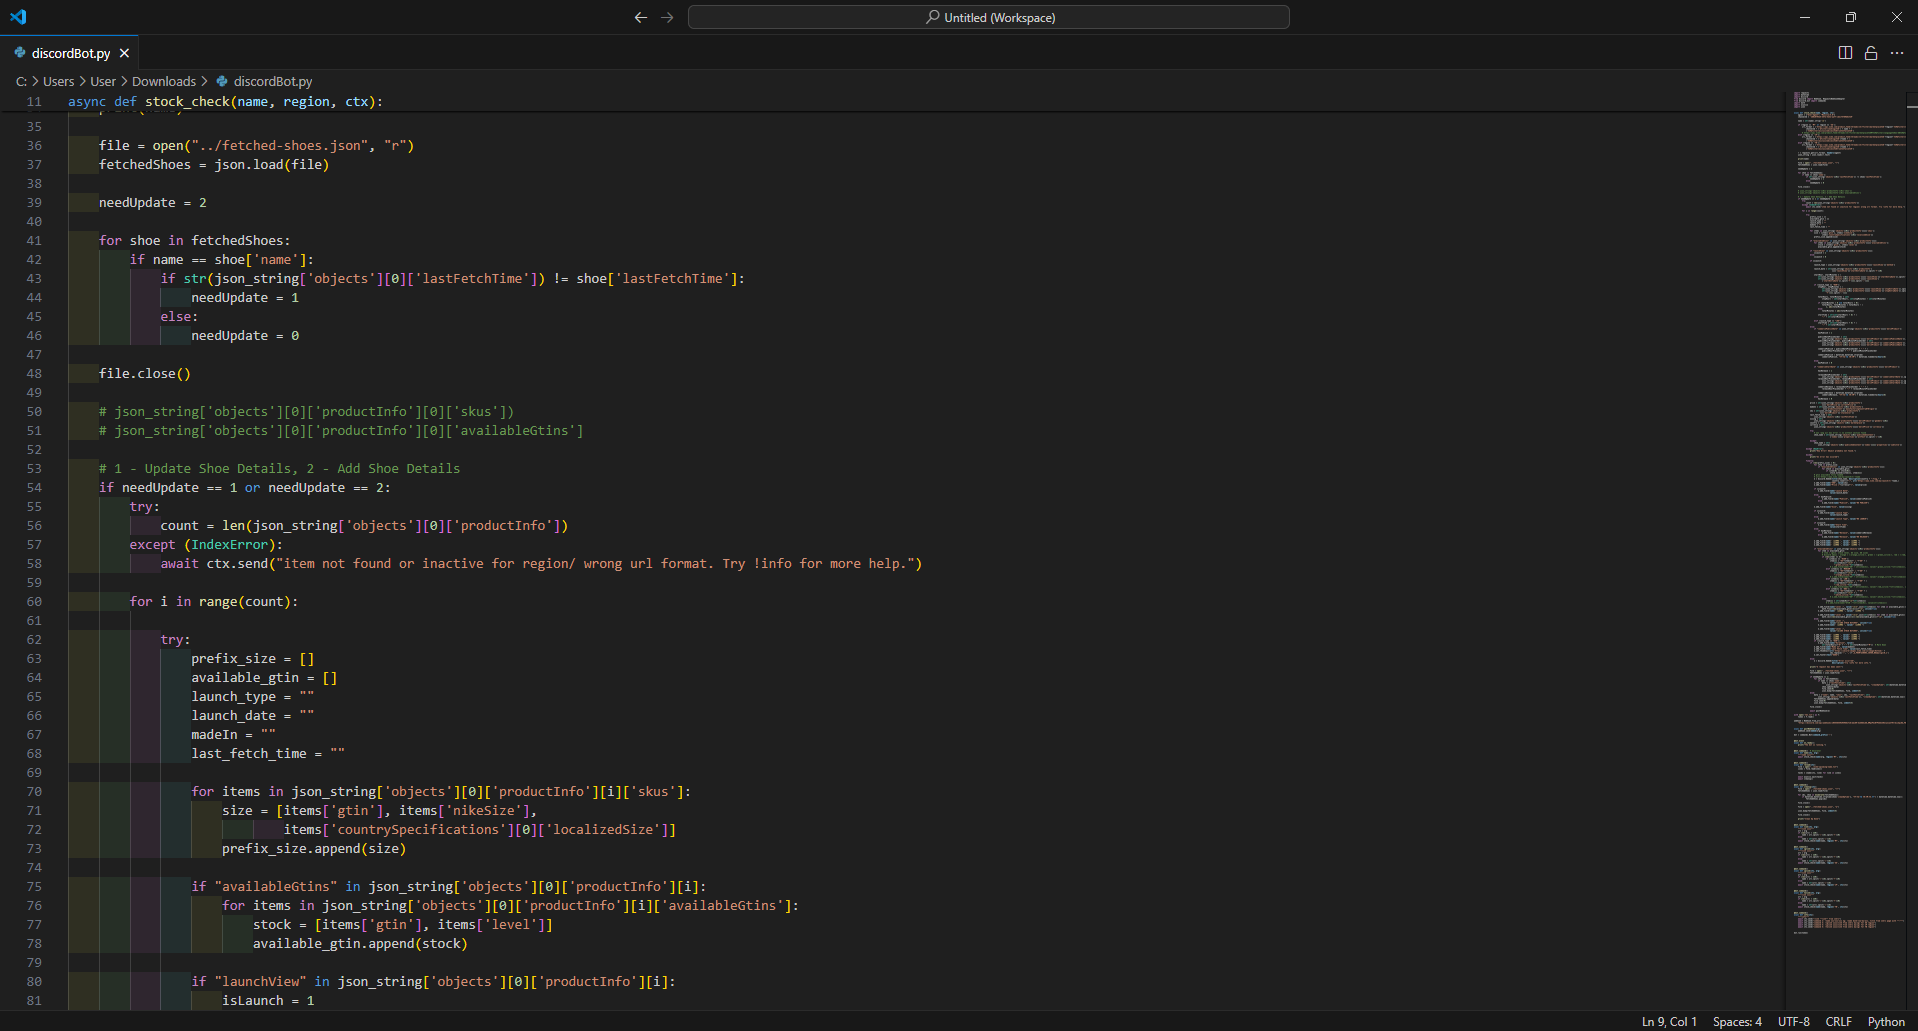 Untitled (Workspace)
discordBot.py
C: > Users > User > Downloads > discordBot.py
11 async def stock_check(name, region, ctx):
35
36 file = open("../fetched-shoes.json", "r")
37 fetchedShoes = json.load(file)
38
39 needUpdate = 2
40
41 for shoe in fetchedShoes:
42 if name == shoe['name']:
43 if str(json_string['objects'][0]['lastFetchTime']) != shoe['lastFetchTime']:
44 needUpdate = 1
45 else:
46 needUpdate = 0
47
48 file.close()
49
50 # json_string['objects'][0]['productInfo'][0]['skus'])
51 # json_string['objects'][0]['productInfo'][0]['availableGtins']
52
53 # 1 - Update Shoe Details, 2 - Add Shoe Details
54 if needUpdate == 1 or needUpdate == 2:
55 try:
56 count = len(json_string['objects'][0]['productInfo'])
57 except (IndexError):
58 await ctx.send("item not found or inactive for region/ wrong url format. Try !info for more help.")
59
60 for i in range(count):
61
62 try:
63 prefix_size = []
64 available_gtin = []
65 launch_type = ""
66 launch_date = ""
67 madeIn = ""
68 last_fetch_time = ""
69
70 for items in json_string['objects'][0]['productInfo'][i]['skus']:
71 size = [items['gtin'], items['nikeSize'],
72 items['countrySpecifications'][0]['localizedSize']]
73 prefix_size.append(size)
74
75 if "availableGtins" in json_string['objects'][0]['productInfo'][i]:
76 for items in json_string['objects'][0]['productInfo'][i]['availableGtins']:
77 stock = [items['gtin'], items['level']]
78 available_gtin.append(stock)
79
80 if "launchView" in json_string['objects'][0]['productInfo'][i]:
81 isLaunch = 1
Ln 9, Col 1 Spaces: 4 UTF-8 CRLF Python